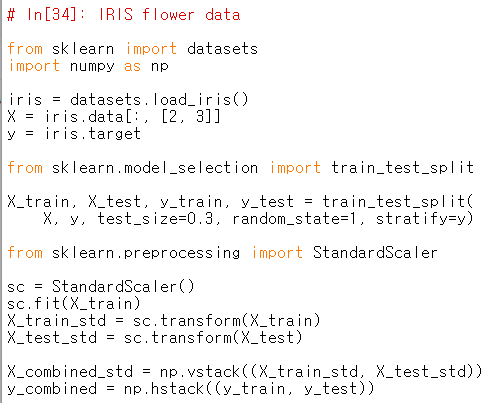 # In[34]: IRIS flower data
from sklearn import datasets
import numpy as np
iris = datasets.load_iris()
X = iris.data[:, [2, 3]]
y = iris.target
from sklearn.model_selection import train_test_split
X_train, X_test, y_train, y_test = train_test_split(
    X, y, test_size=0.3, random_state=1, stratify=y)
from sklearn.preprocessing import StandardScaler
sc = StandardScaler()
sc.fit(X_train)
X_train_std = sc.transform(X_train)
X_test_std = sc.transform(X_test)
X_combined_std = np.vstack((X_train_std, X_test_std))
y_combined = np.hstack((y_train, y_test))